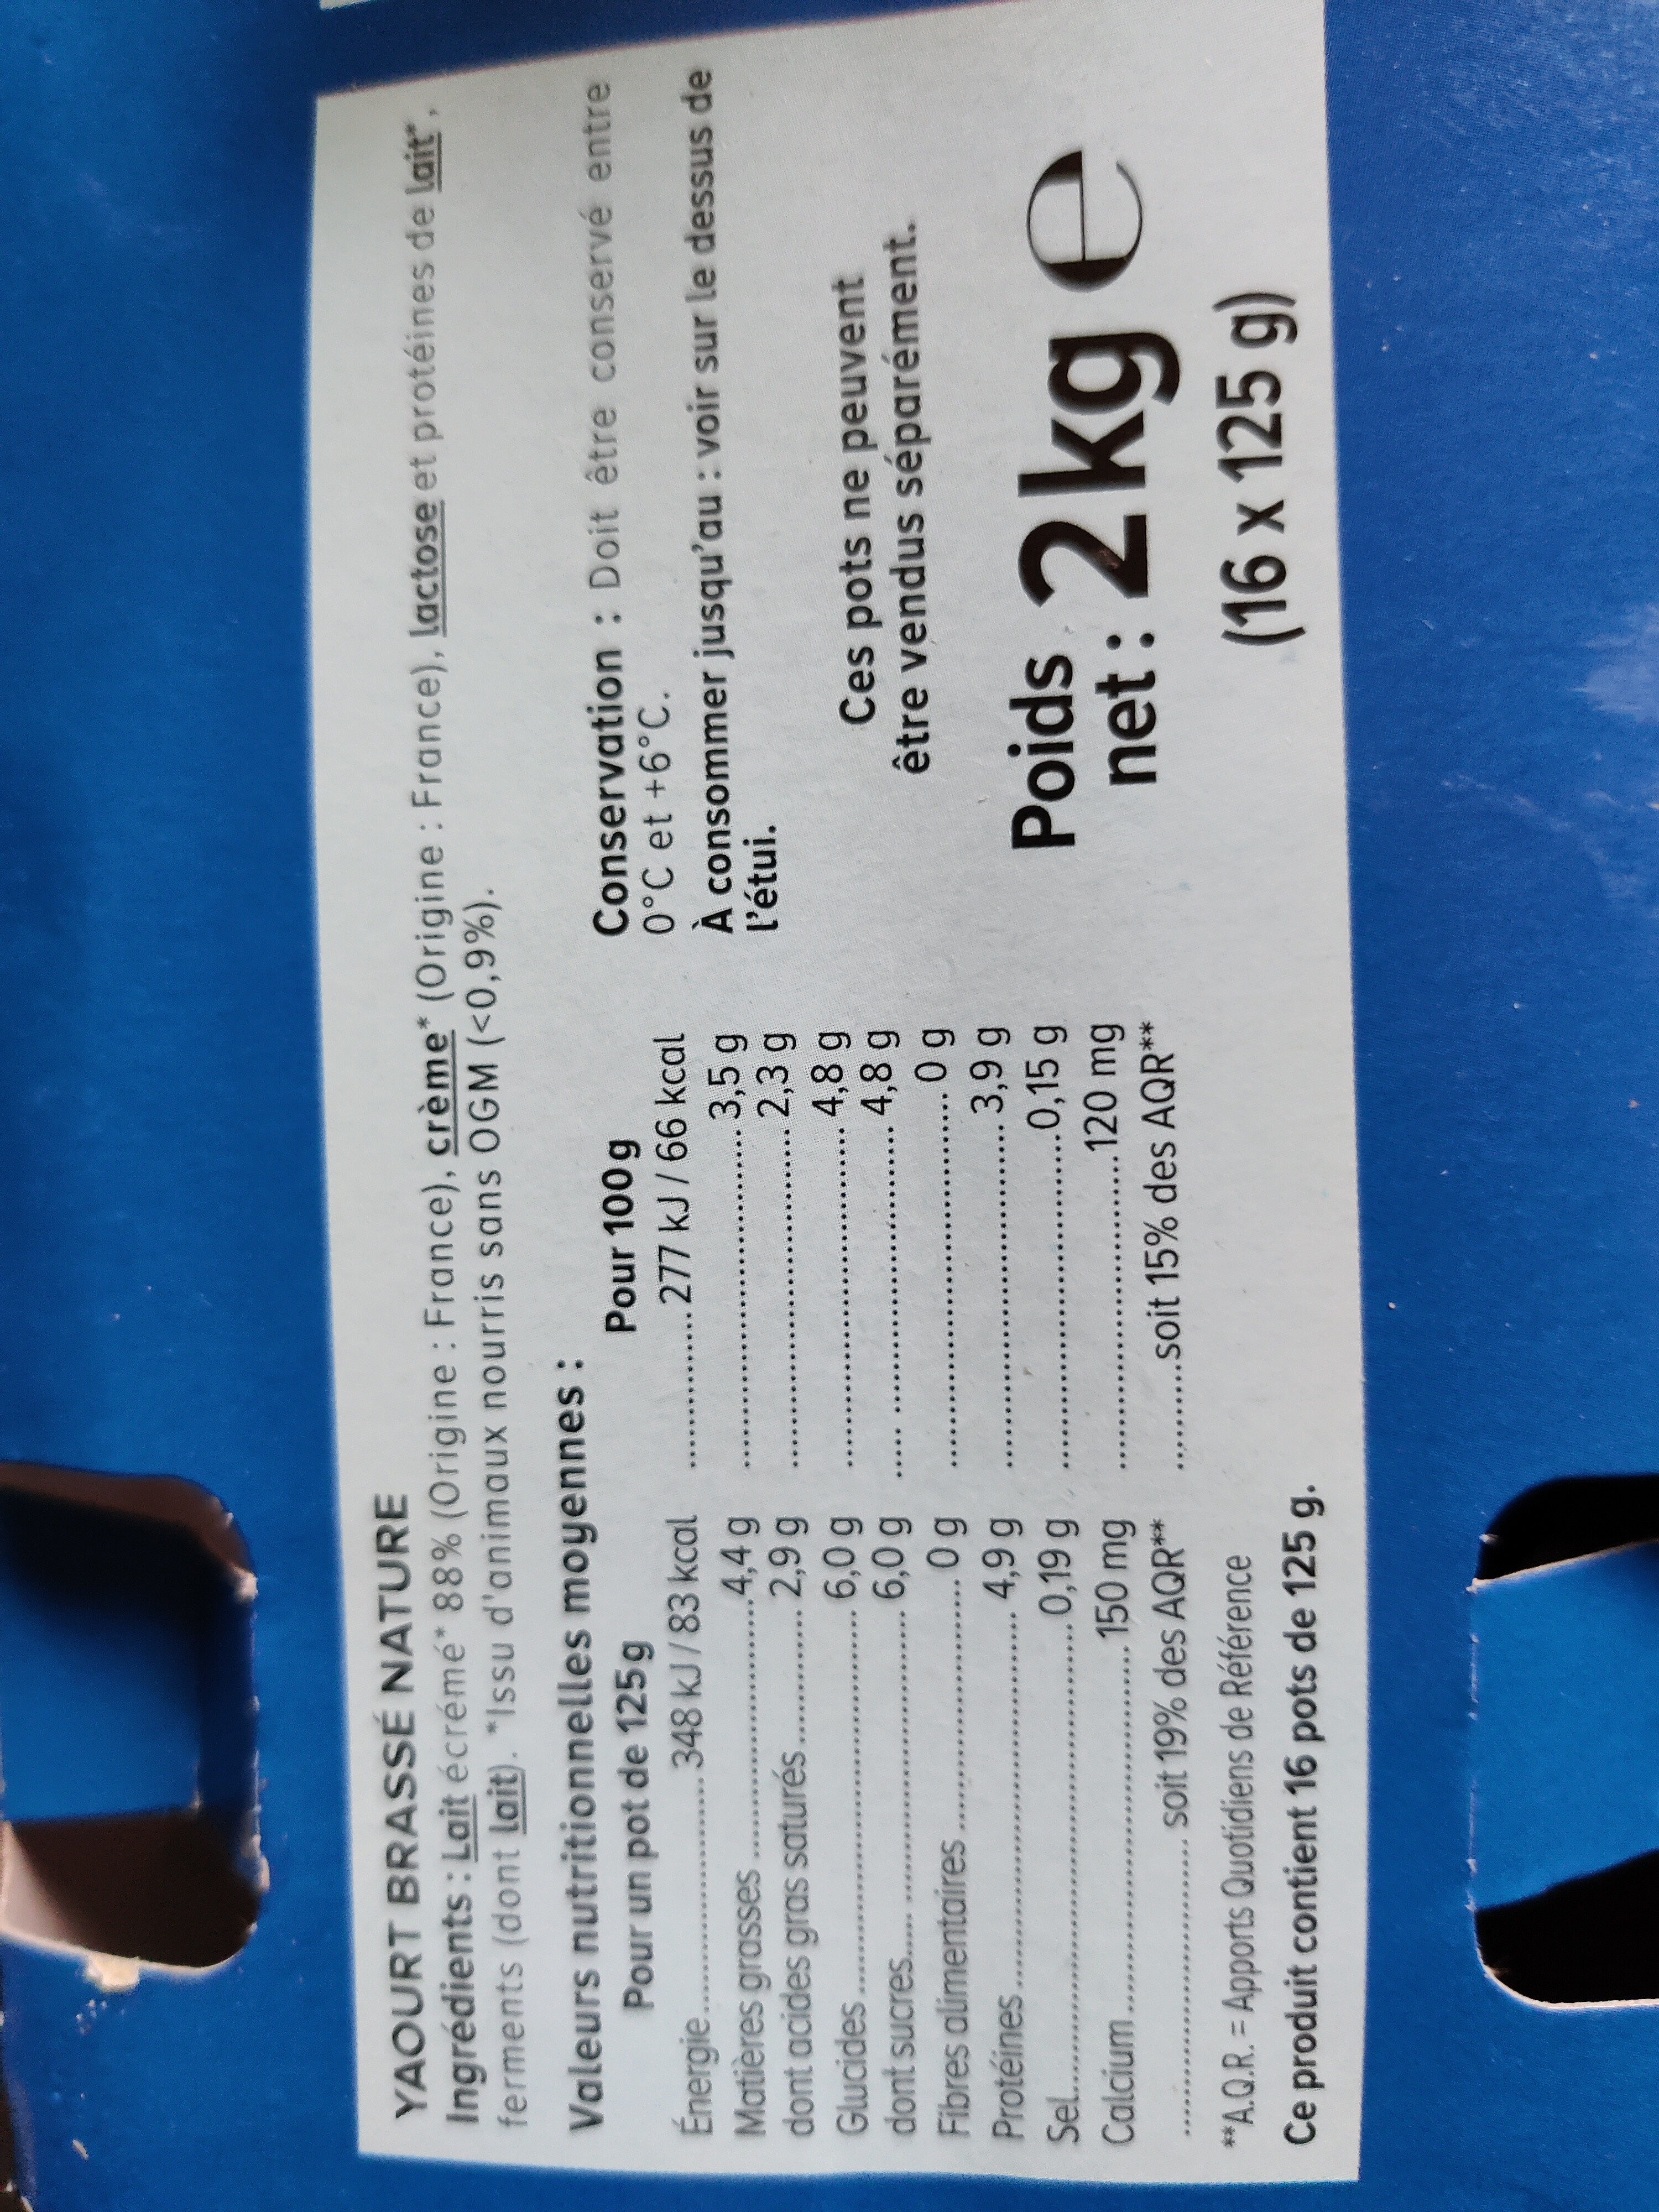 YAOURT BRASSÉ NATURE
Ingrédients : Lait écrémé* 88% (Origine : France), crème* (Origine : France), lactose et protéines de lait*,
ferments (dont lait). *Issu d'animaux nourris sans OGM (<0,9%).
Valeurs nutritionnelles moyennes :
Pour un pot de 125g Pour 100g
Énergie.................. 348 kJ / 83 kcal ............. 277 kJ / 66 kcal
Matières grasses ..........................4,4 g ................................... 3,5 g
dont acides gras saturés............ 2,9 g ................................... 2,3 g
Glucides ....................................... 6,0 g ................................... 4,8 g
dont sucres..... ............................ 6,0 g ..... ............................. 4,8 g
Fibres alimentaires ........................ 0 g ...................................... 0 g
Protéines ...................................... 4,9 g ................................... 3,9 g
Sel............................................... 0,19 g ..................................0,15 g
Calcium ................................... 150 mg ................................120 mg
............................. soit 19% des AQR** ..........soit 15% des AQR**
**A.Q.R. = Apports Quotidiens de Référence
Ce produit contient 16 pots de 125 g.
Conservation : Doit être conservé entre
0°C et +6°C.
À consommer jusqu'au : voir sur le dessus de
l'étui.
Ces pots ne peuvent
être vendus séparément.
Poids
net : 2 kg e
(16 x 125 g)